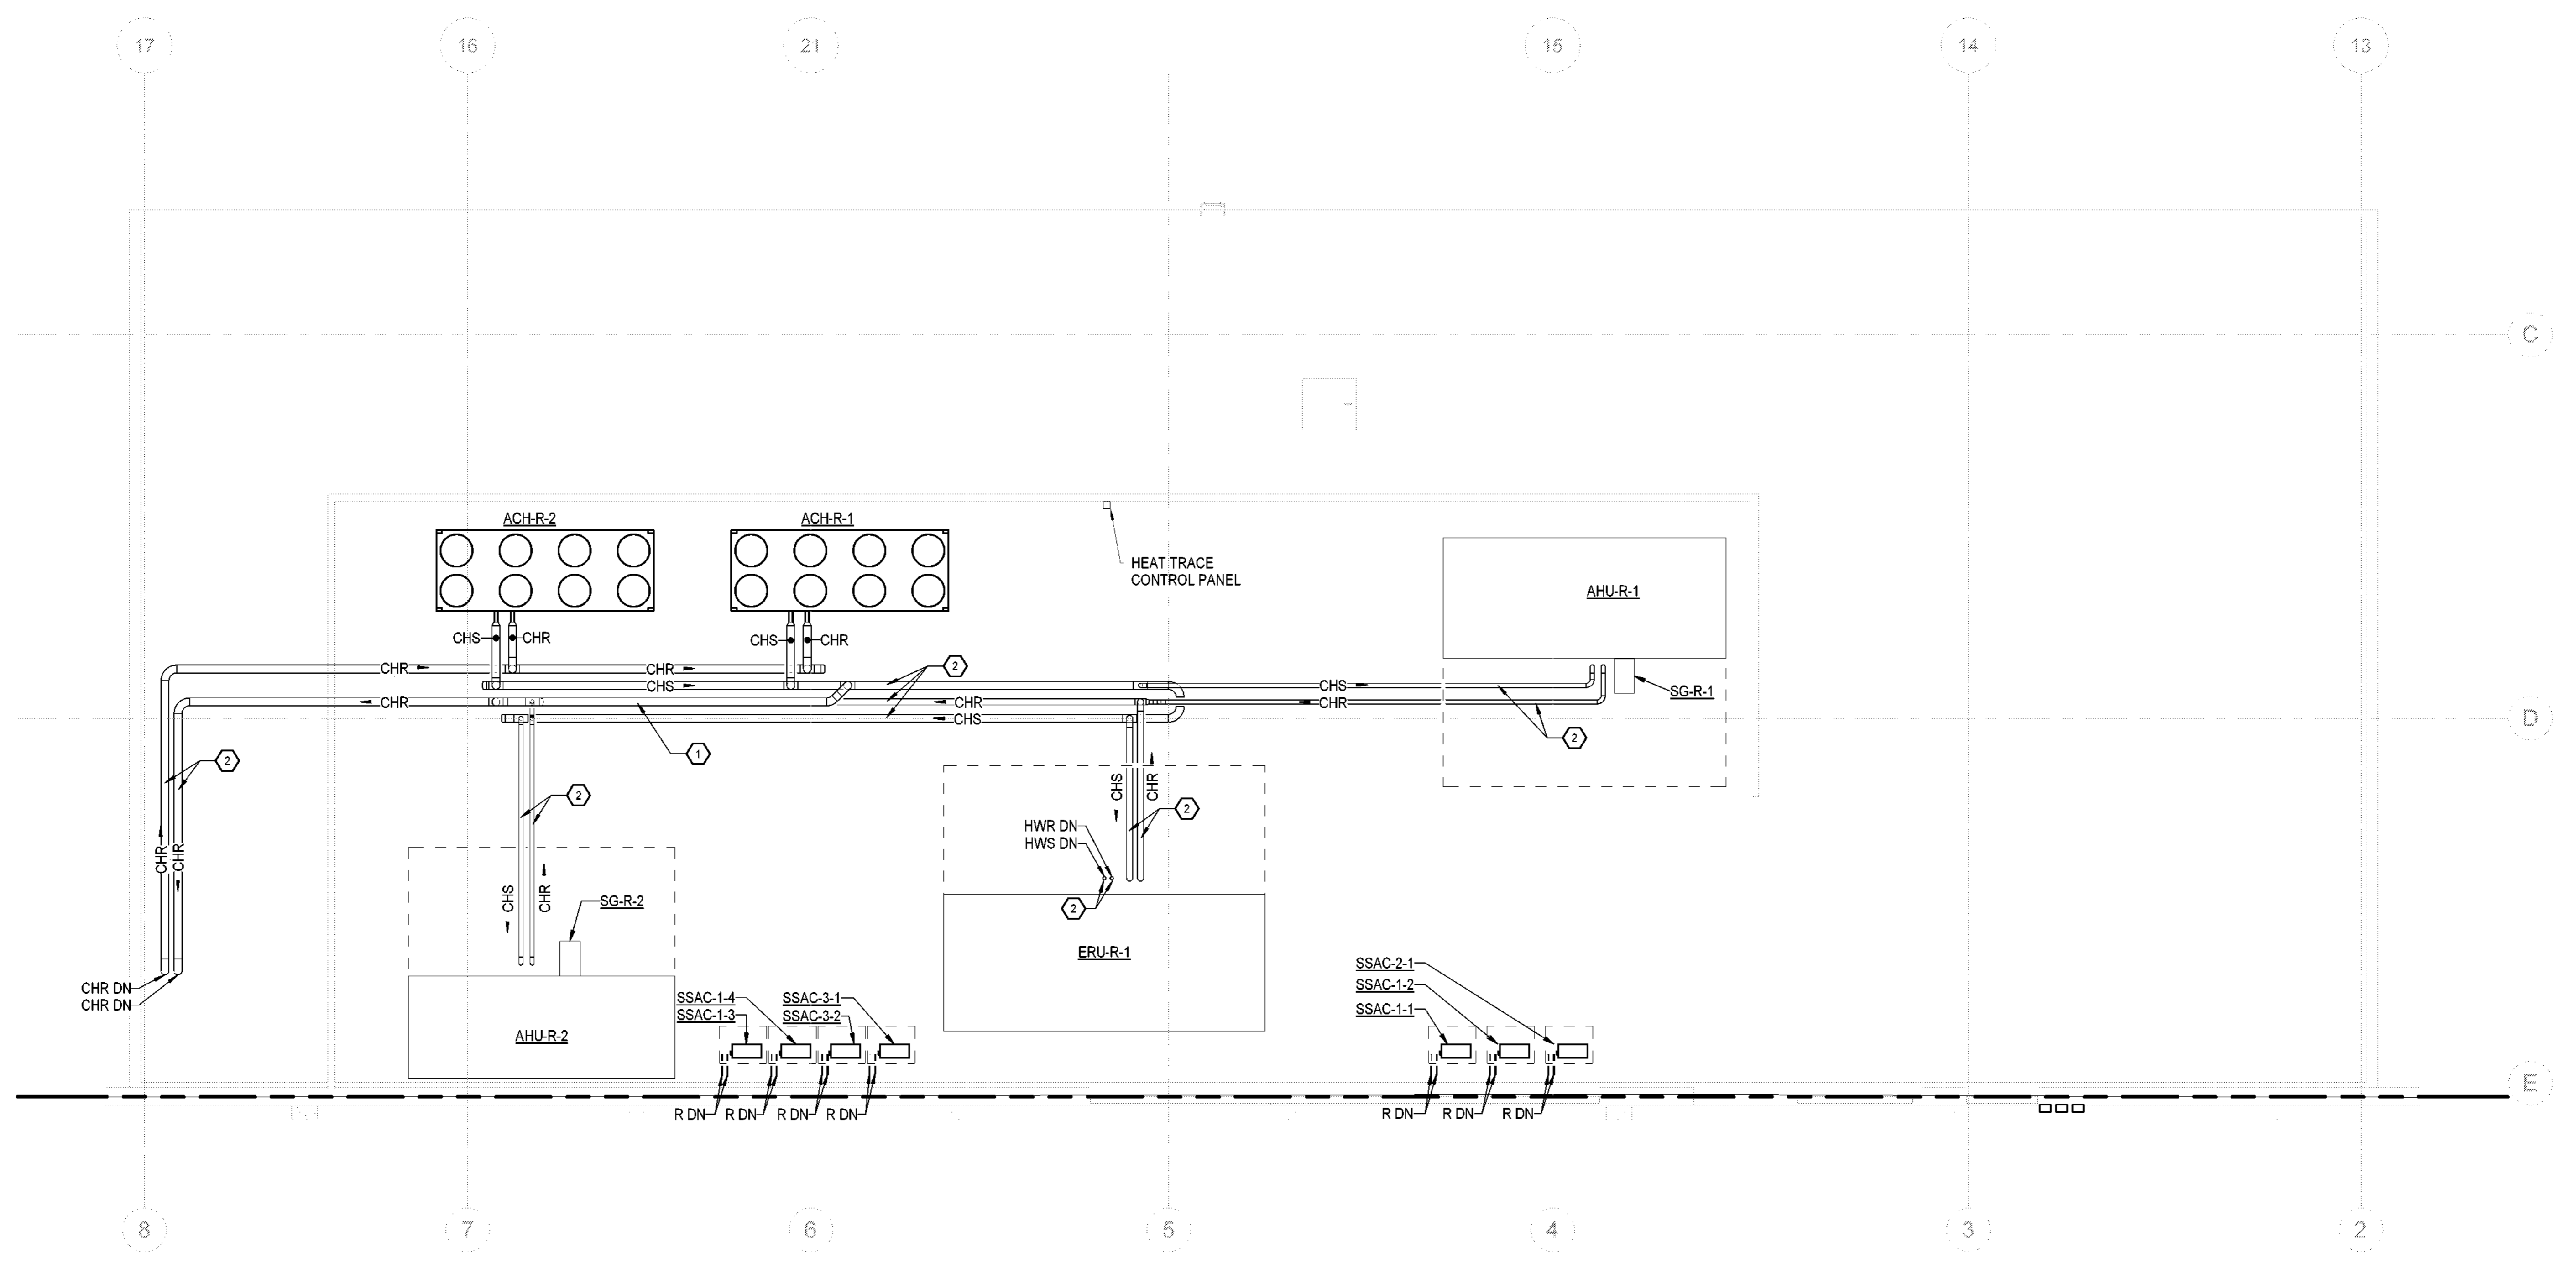 17
16
21
15
14
13
C
ACH-R-2
ACH-R-1
HEAT TRACE
CONTROL PANEL
AHU-R-1
CHS
CHR
CHS
CHR
CHR
CHR
2
CHS
CHS
SG-R-1
CHR
CHR
CHR
CHS
D
2
1
2
2
CHS
CHR
2
HWR DN
HWS DN
CHR
CHR
CHS
CHR
SG-R-2
2
ERU-R-1
CHR DN
CHR DN
SSAC-2-1
SSAC-1-2
SSAC-1-1
SSAC-1-4
SSAC-1-3
SSAC-3-1
SSAC-3-2
AHU-R-2
E
R DN
R DN
R DN
R DN
R DN
R DN
R DN
8
7
6
5
4
3
2